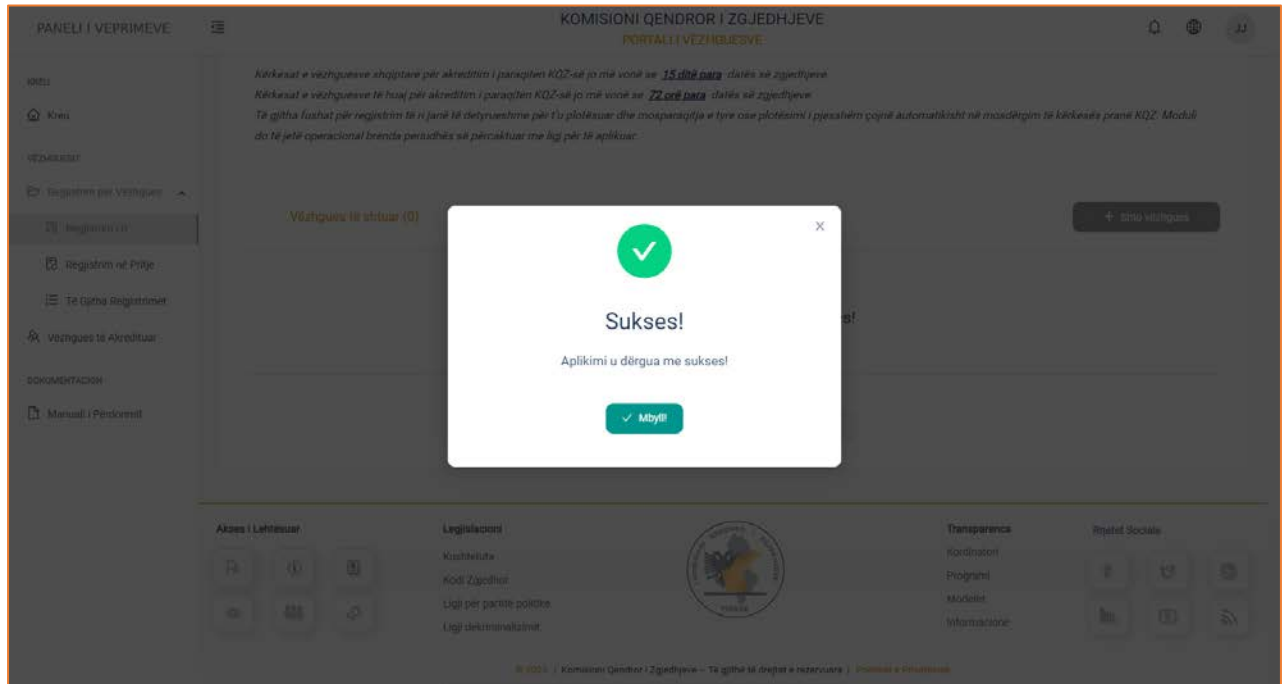 PANELI I VEPRIMEVE
KOMISIONI QENDROR I ZGJEDHJEVE
PORTALI I VËZHGUESVE
JJ
KREU
Kreu
Kërkesat e vëzhguesve shqiptarë për akreditim i paraqiten KQZ-së jo më vonë se 15 ditë para datës së zgjedhjeve.
Kërkesat e vëzhguesve të huaj për akreditim i paraqiten KQZ-së jo më vonë se 72 orë para datës së zgjedhjeve.
Të gjitha fushat për regjistrim të ri janë të detyrueshme për t'u plotësuar dhe mosparaqitja e tyre ose plotësimi i pjesshëm çojnë automatikisht në mosdërgim të kërkesës pranë KQZ. Moduli
do të jetë operacional brenda periudhës së përcaktuar me ligj për të aplikuar.
VËZHGUESIT
Regjistrim për Vëzhgues
Regjistrim i ri
Regjistrim në Pritje
Të Gjitha Regjistrimet
Vëzhgues të Akredituar
DOKUMENTACION
Manuali i Përdorimit
Vëzhgues të shtuar (0)
+ Shto vëzhgues
Sukses!
Aplikimi u dërgua me sukses!
Mbyll!
s!
Akses i Lehtësuar
Legjislacioni
Kushtetuta
Kodi Zgjedhor
Ligji për partitë politike
Ligji dekriminalizimit
TIRANË
Transparenca
Kordinatori
Programi
Modelet
Informacione
Rrjetet Sociale
| Komisioni Qendror i Zgjedhjeve – Të gjithë të drejtat e rezervuara |